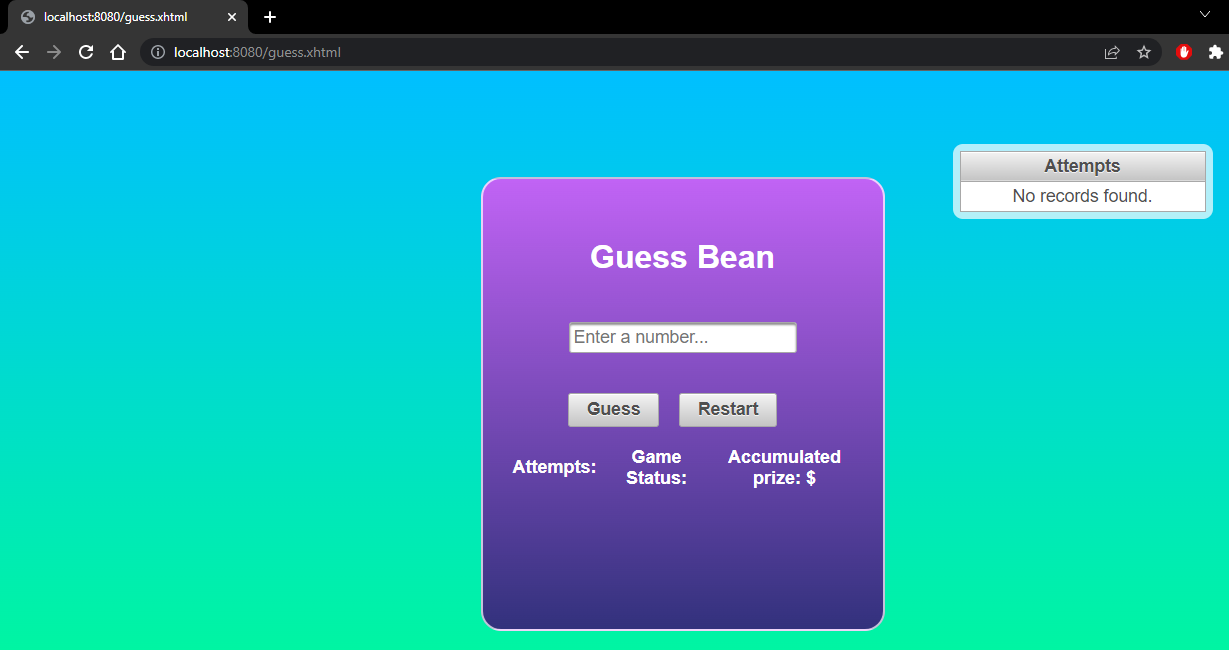 localhost:8080/guess.xhtml
localhost:8080/guess.xhtml
Attempts
No records found.
Guess Bean
Enter a number...
Guess
Restart
Attempts:
Game
Status:
Accumulated
prize: $